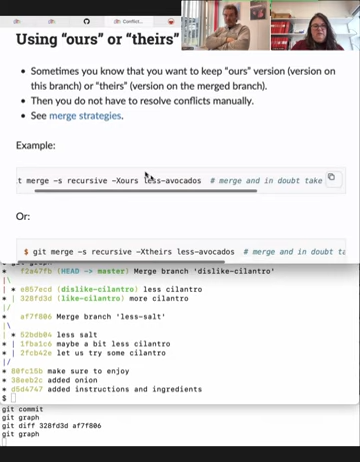 Conflict...
Using "ours" or "theirs"
• Sometimes you know that you want to keep "ours" version (version on
this branch) or "theirs" (version on the merged branch).
• Then you do not have to resolve conflicts manually.
• See merge strategies.
Example:
t merge -s recursive -Xours less-avocados # merge and in doubt take
Or:
$ git merge -s recursive -Xtheirs less-avocados # merge and in doubt ta
* f2a47fb (HEAD -> master) Merge branch 'dislike-cilantro'
|\
| * e857ecd (dislike-cilantro) less cilantro
* | 328fd3d (like-cilantro) more cilantro
|/
* af7f806 Merge branch 'less-salt'
|\
| * 52bdb04 less salt
* | 1fba1c6 maybe a bit less cilantro
* | 2fcb42e let us try some cilantro
|/
* 80fc15b make sure to enjoy
* 38eeb2c added onion
* d5d4747 added instructions and ingredients
$
git commit
git graph
git diff 328fd3d af7f806
git graph